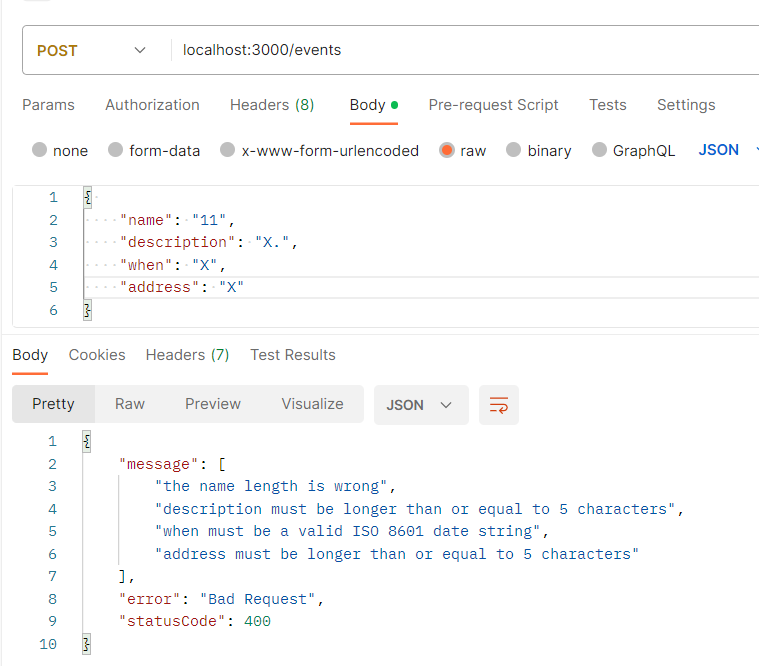 POST localhost:3000/events
Params Authorization Headers (8) Body Pre-request Script Tests Settings
none form-data x-www-form-urlencoded raw binary GraphQL JSON
1 {
2 "name": "11",
3 "description": "X.",
4 "when": "X",
5 "address": "X"
6 }
Body Cookies Headers (7) Test Results
Pretty Raw Preview Visualize JSON
1 {
2 "message": [
3 "the name length is wrong",
4 "description must be longer than or equal to 5 characters",
5 "when must be a valid ISO 8601 date string",
6 "address must be longer than or equal to 5 characters"
7 ],
8 "error": "Bad Request",
9 "statusCode": 400
10 }